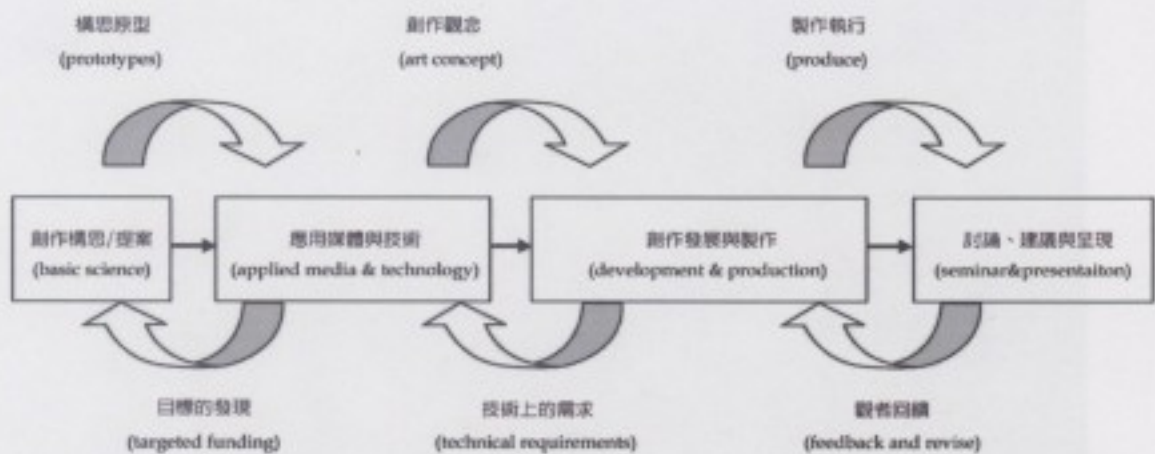 構思原型
(prototypes)
創作觀念
(art concept)
製作執行
(produce)
創作構思/提案
(basic science)
應用媒體與技術
(applied media & technology)
創作發展與製作
(development & production)
討論、建議與呈現
(seminar&presentaiton)
目標的發現
(targeted funding)
技術上的需求
(technical requirements)
觀者回饋
(feedback and revise)